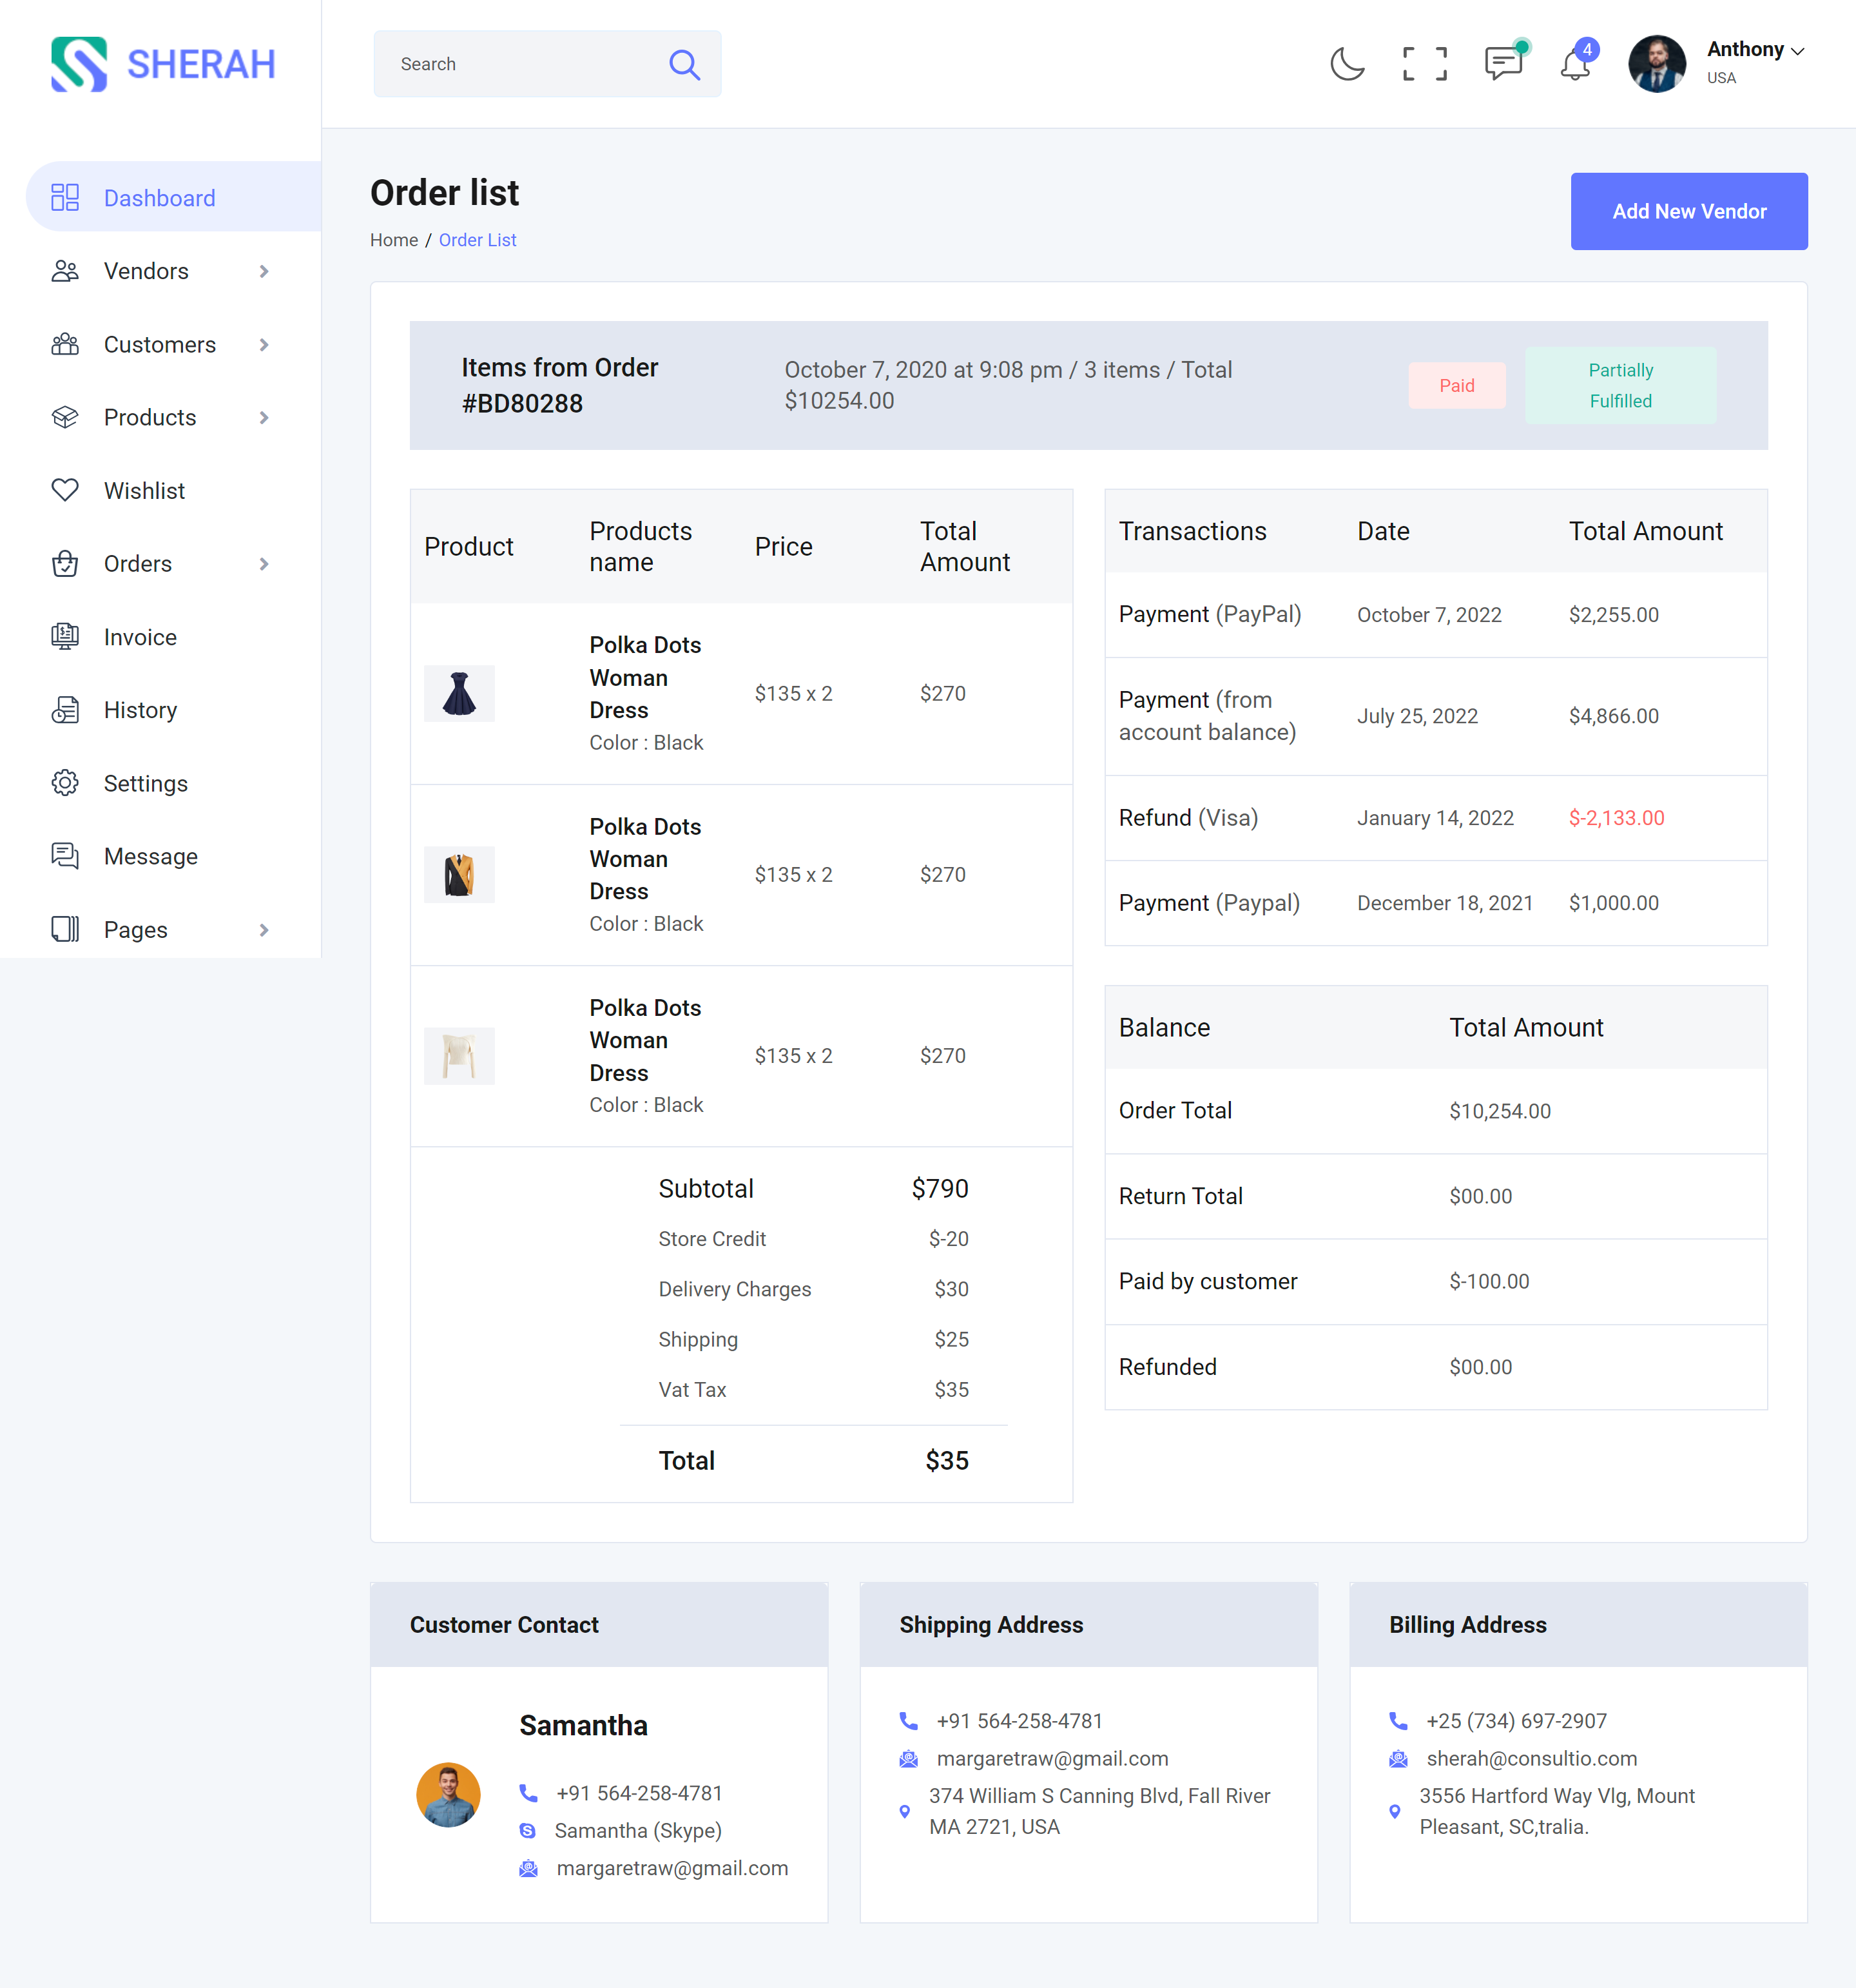 SHERAH
Search
4
Anthony
USA
Dashboard
Vendors
Customers
Products
Wishlist
Orders
Invoice
History
Settings
Message
Pages
Order list
Home / Order List
Add New Vendor
Items from Order
#BD80288
October 7, 2020 at 9:08 pm / 3 items / Total
$10254.00
Paid
Partially
Fulfilled
Product
Products
name
Price
Total
Amount
Polka Dots
Woman
Dress
Color : Black
$135 x 2
$270
Polka Dots
Woman
Dress
Color : Black
$135 x 2
$270
Polka Dots
Woman
Dress
Color : Black
$135 x 2
$270
Subtotal $790
Store Credit $-20
Delivery Charges $30
Shipping $25
Vat Tax $35
Total $35
Transactions Date Total Amount
Payment (PayPal) October 7, 2022 $2,255.00
Payment (from
account balance)
July 25, 2022 $4,866.00
Refund (Visa) January 14, 2022 $-2,133.00
Payment (Paypal) December 18, 2021 $1,000.00
Balance Total Amount
Order Total $10,254.00
Return Total $00.00
Paid by customer $-100.00
Refunded $00.00
Customer Contact
Samantha
+91 564-258-4781
Samantha (Skype)
margaretraw@gmail.com
Shipping Address
+91 564-258-4781
margaretraw@gmail.com
374 William S Canning Blvd, Fall River
MA 2721, USA
Billing Address
+25 (734) 697-2907
sherah@consultio.com
3556 Hartford Way Vlg, Mount
Pleasant, SC,tralia.